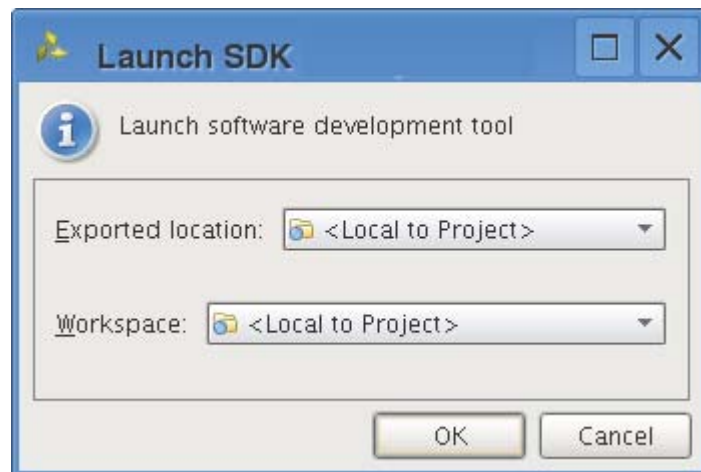 Launch SDK
Launch software development tool
Exported location: <Local to Project>
Workspace: <Local to Project>
OK Cancel